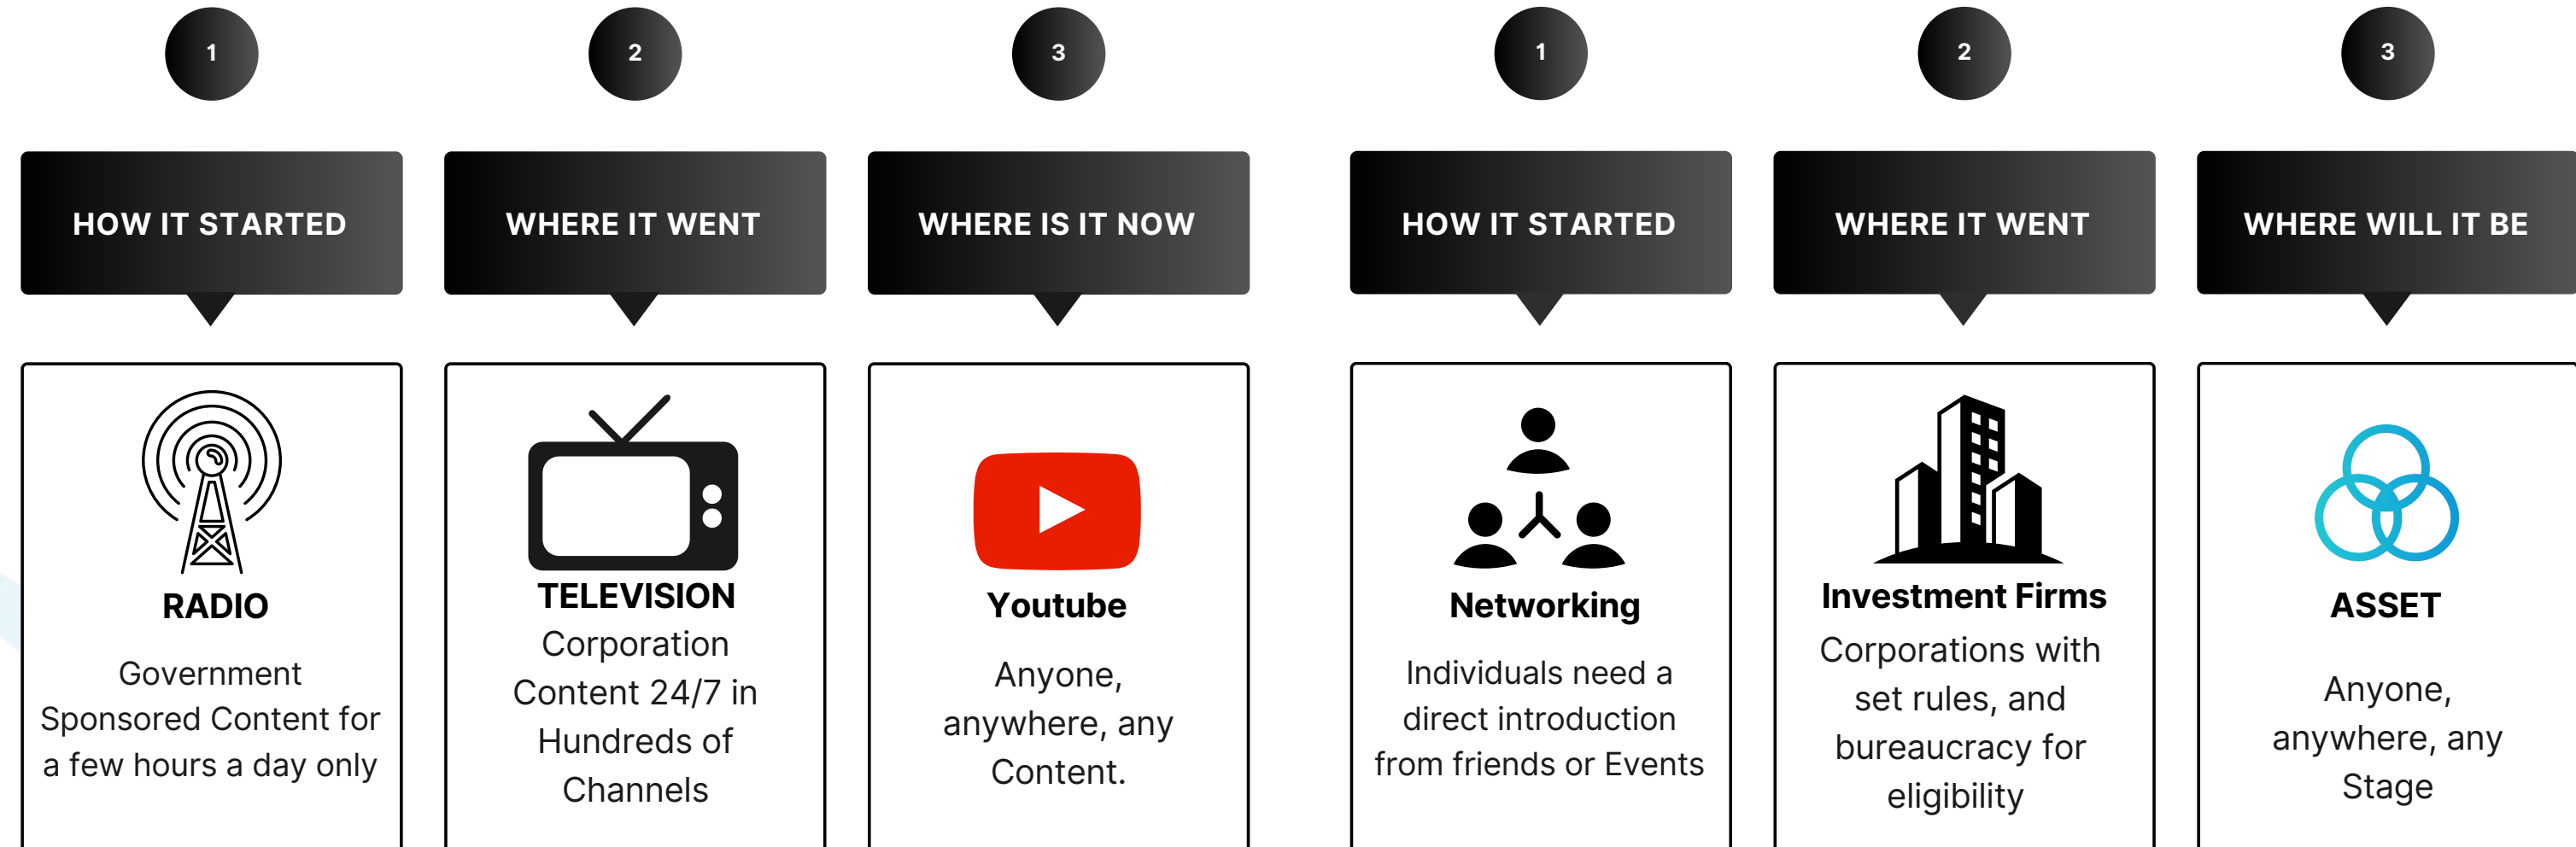 1
HOW IT STARTED
RADIO
Government
Sponsored Content for
a few hours a day only
2
WHERE IT WENT
TELEVISION
Corporation
Content 24/7 in
Hundreds of
Channels
3
WHERE IS IT NOW
Youtube
Anyone,
anywhere, any
Content.
1
HOW IT STARTED
Networking
Individuals need a
direct introduction
from friends or Events
2
WHERE IT WENT
Investment Firms
Corporations with
set rules, and
bureaucracy for
eligibility
3
WHERE WILL IT BE
ASSET
Anyone,
anywhere, any
Stage